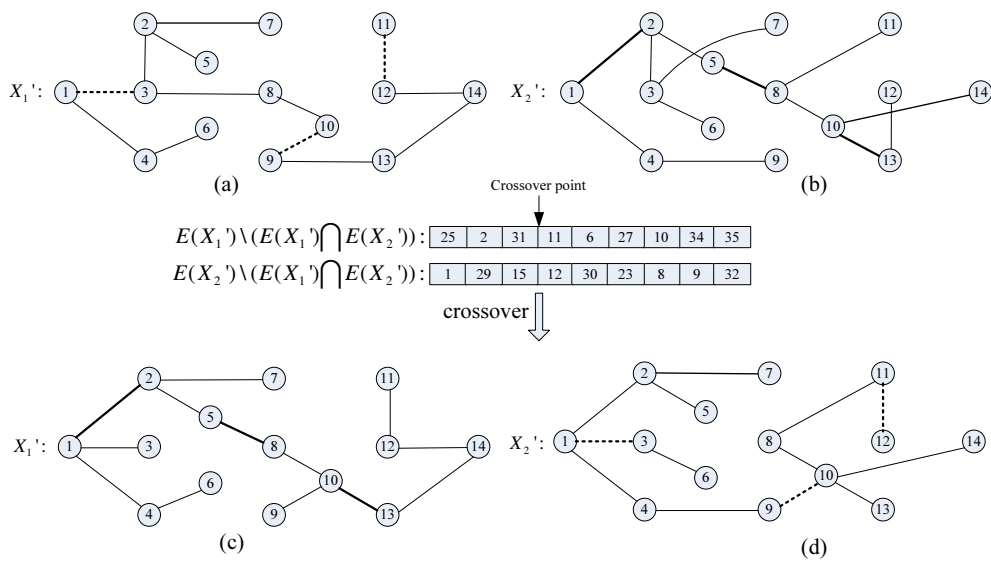 2 7 11
5
X₁': 1 3 8 12 14
6 10
4 9 13
(a)
2 7 11
5
X₂': 1 3 8 12 14
6 10
4 9 13
(b)
Crossover point
E(X₁')\(E(X₁')⋂E(X₂')): 25 2 31 11 6 27 10 34 35
E(X₂')\(E(X₁')⋂E(X₂')): 1 29 15 12 30 23 8 9 32
crossover
2 7 11
5
X₁': 1 3 8 12 14
6 10
4 9 13
(c)
2 7 11
5
X₂': 1 3 8 12 14
6 10
4 9 13
(d)